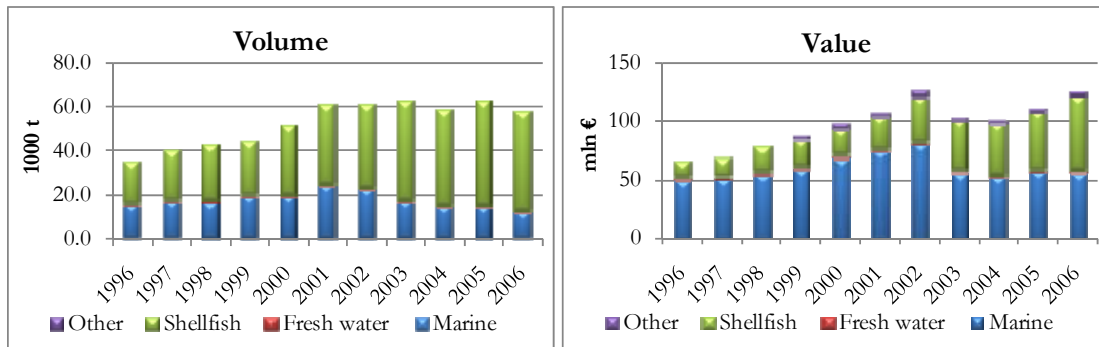 Volume
80.0
60.0
40.0
20.0
0.0
1000 t
1996 1997 1998 1999 2000 2001 2002 2003 2004 2005 2006
Other Shellfish Fresh water Marine
Value
150
100
50
0
mln €
1996 1997 1998 1999 2000 2001 2002 2003 2004 2005 2006
Other Shellfish Fresh water Marine